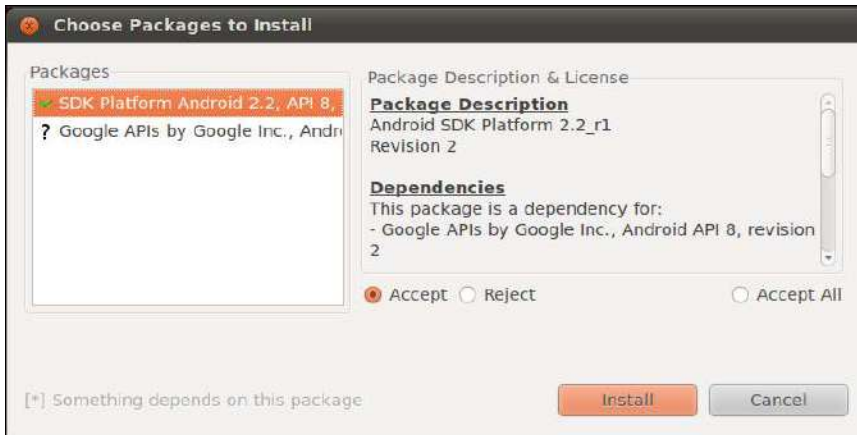 Choose Packages to Install
Packages
SDK Platform Android 2.2, API 8,
? Google APIs by Google Inc., Andr
Package Description & License
Package Description
Android SDK Platform 2.2_r1
Revision 2
Dependencies
This package is a dependency for:
- Google APIs by Google Inc., Android API 8, revision
2
Accept
Reject
Accept All
[*] Something depends on this package
Install
Cancel